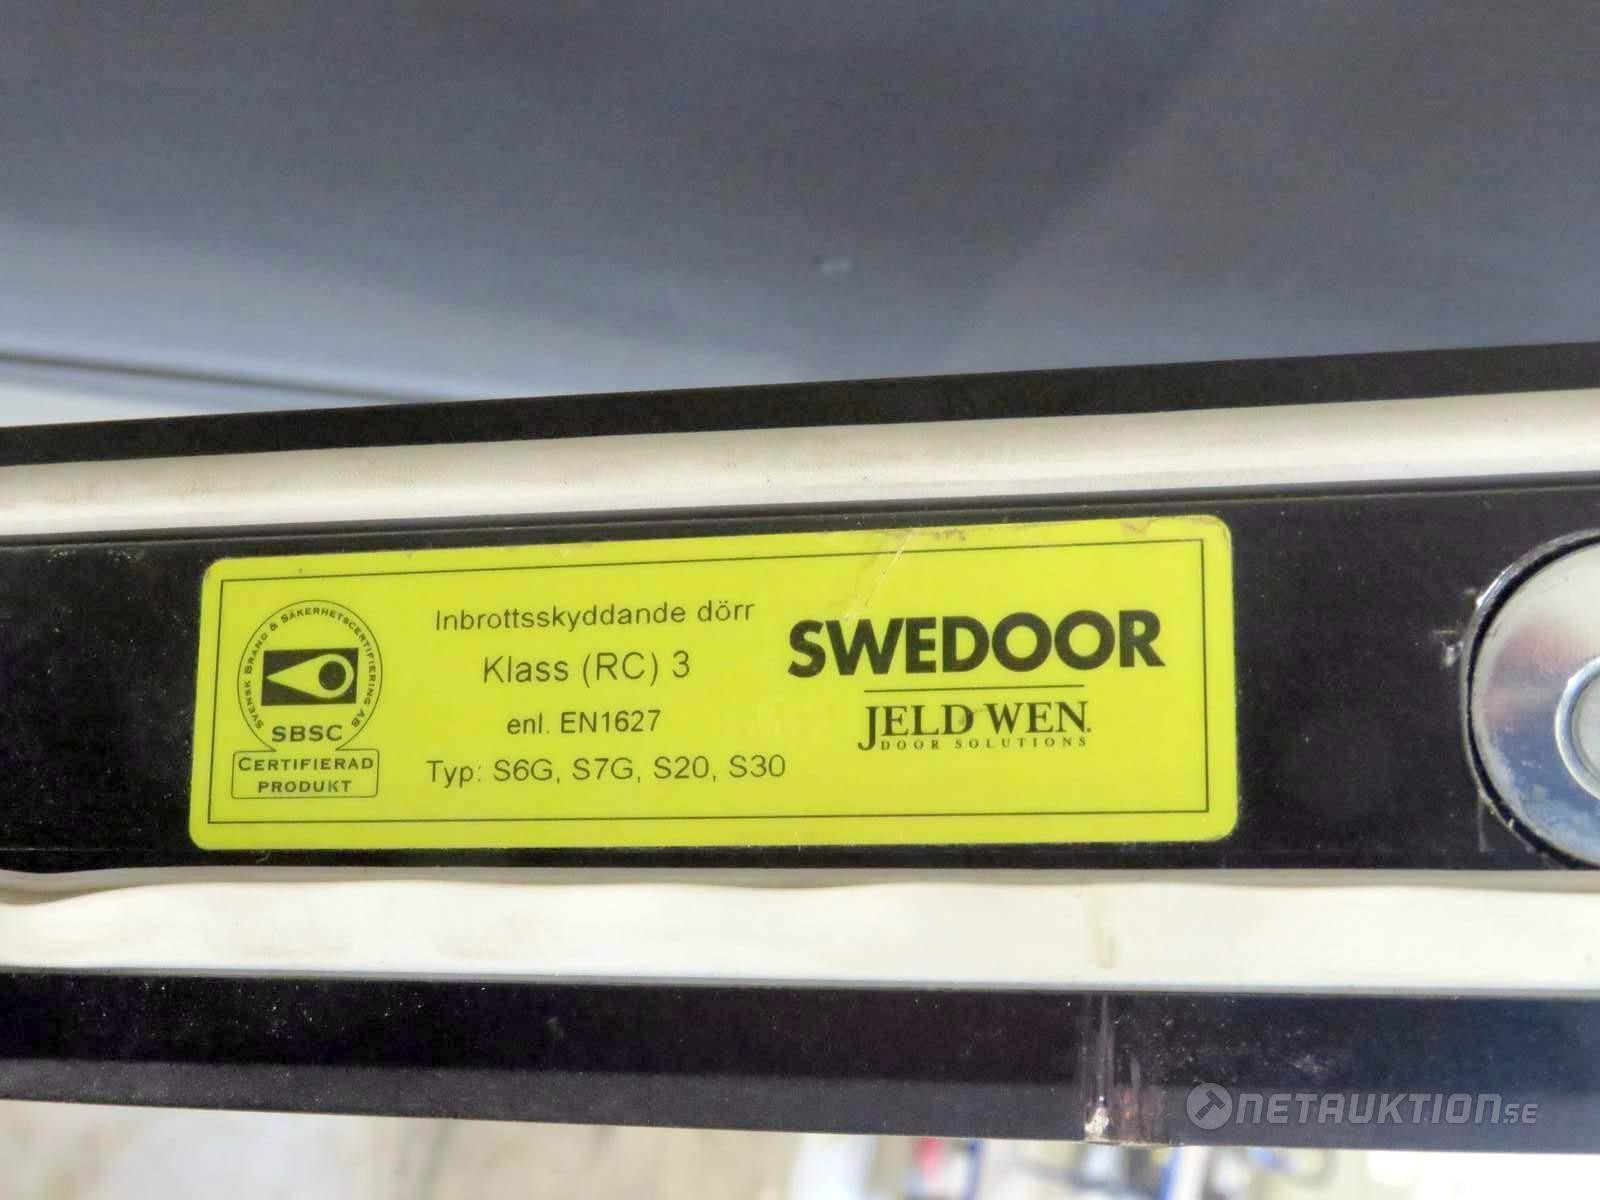 SVENSK BRAND & SÄKERHETSCERTIFIERING AB
SBSC
CERTIFIERAD
PRODUKT
Inbrottsskyddande dörr
Klass (RC) 3
enl. EN1627
Typ: S6G, S7G, S20, S30
SWEDOOR
JELD WEN.
DOOR SOLUTIONS
NETAUKTION.SE